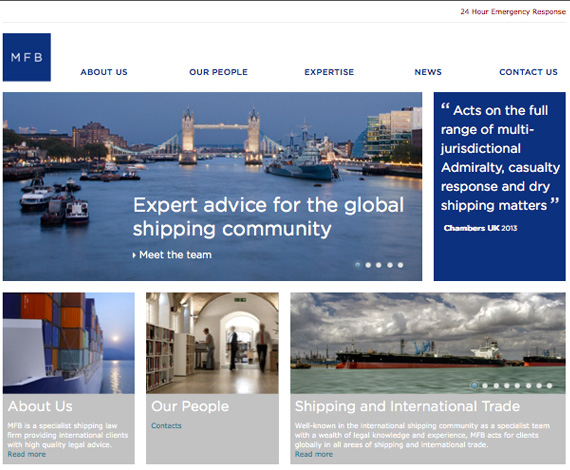 24 Hour Emergency Response
MFB
ABOUT US
OUR PEOPLE
EXPERTISE
NEWS
CONTACT US
Expert advice for the global
shipping community
Meet the team
“ Acts on the full
range of multi-
jurisdictional
Admiralty, casualty
response and dry
shipping matters ”
Chambers UK 2013
About Us
MFB is a specialist shipping law
firm providing international clients
with high quality legal advice.
Read more
Our People
Contacts
Shipping and International Trade
Well-known in the international shipping community as a specialist team
with a wealth of legal knowledge and experience, MFB acts for clients
globally in all areas of shipping and international trade.
Read more